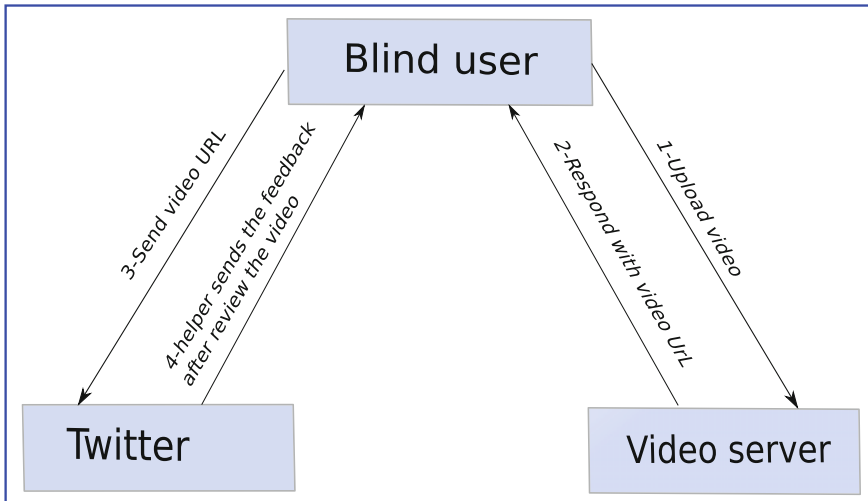 Blind user
3-Send video URL
4-helper sends the feedback
after review the video
2-Respond with video UrL
1-Upload video
Twitter
Video server